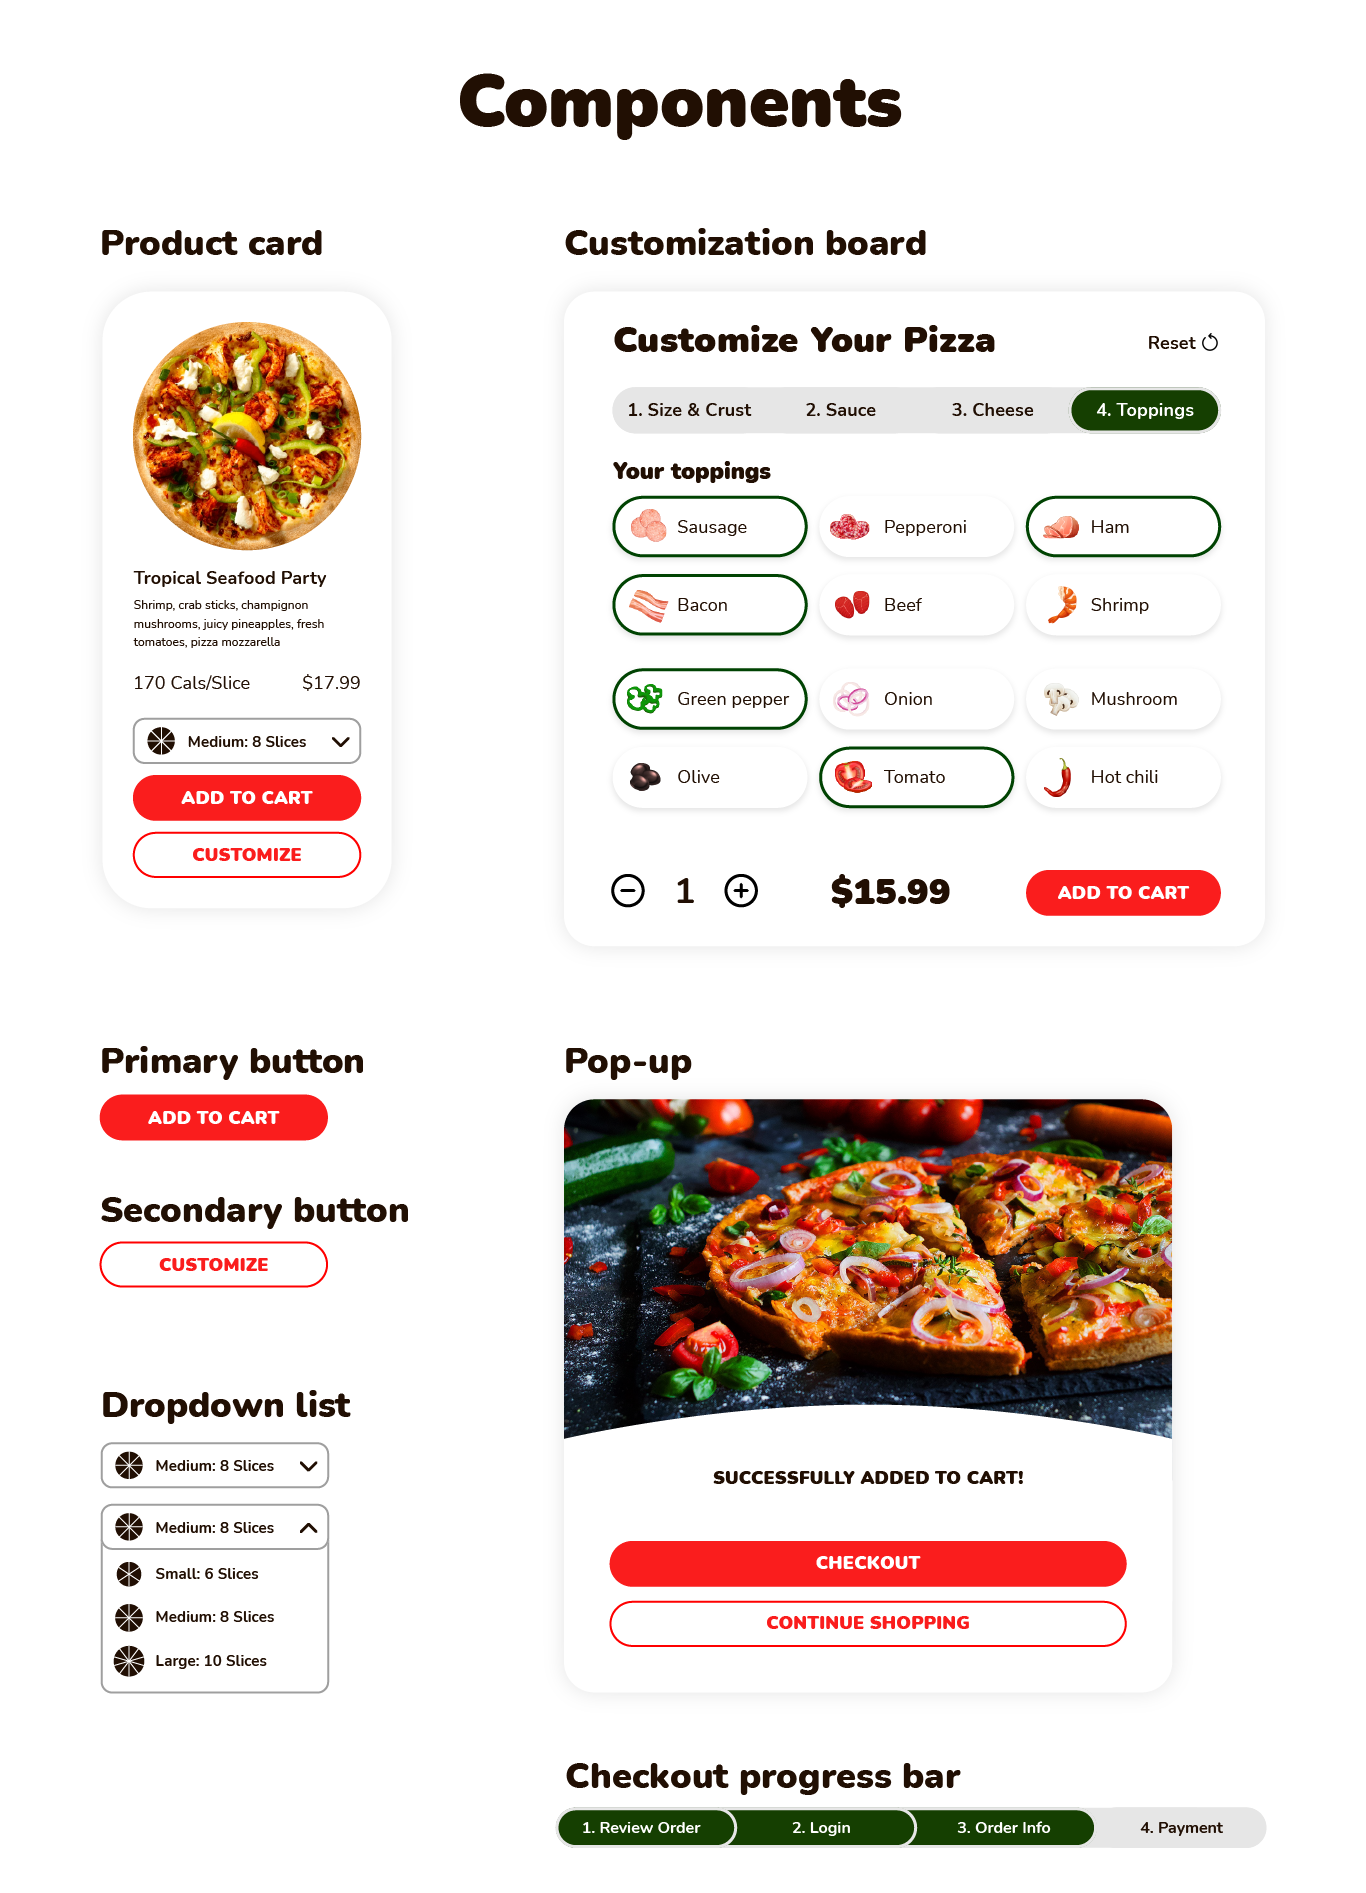 Components
Product card
Tropical Seafood Party
Shrimp, crab sticks, champignon
mushrooms, juicy pineapples, fresh
tomatoes, pizza mozzarella
170 Cals/Slice $17.99
Medium: 8 Slices
ADD TO CART
CUSTOMIZE
Customization board
Customize Your Pizza
Reset
1. Size & Crust 2. Sauce 3. Cheese 4. Toppings
Your toppings
Sausage Pepperoni Ham
Bacon Beef Shrimp
Green pepper Onion Mushroom
Olive Tomato Hot chili
1 $15.99 ADD TO CART
Primary button
ADD TO CART
Secondary button
CUSTOMIZE
Dropdown list
Medium: 8 Slices
Medium: 8 Slices
Small: 6 Slices
Medium: 8 Slices
Large: 10 Slices
Pop-up
SUCCESSFULLY ADDED TO CART!
CHECKOUT
CONTINUE SHOPPING
Checkout progress bar
1. Review Order 2. Login 3. Order Info 4. Payment